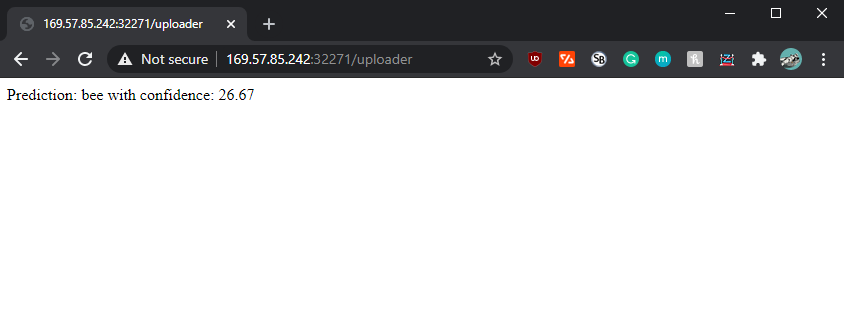 169.57.85.242:32271/uploader
Not secure 169.57.85.242:32271/uploader
Prediction: bee with confidence: 26.67